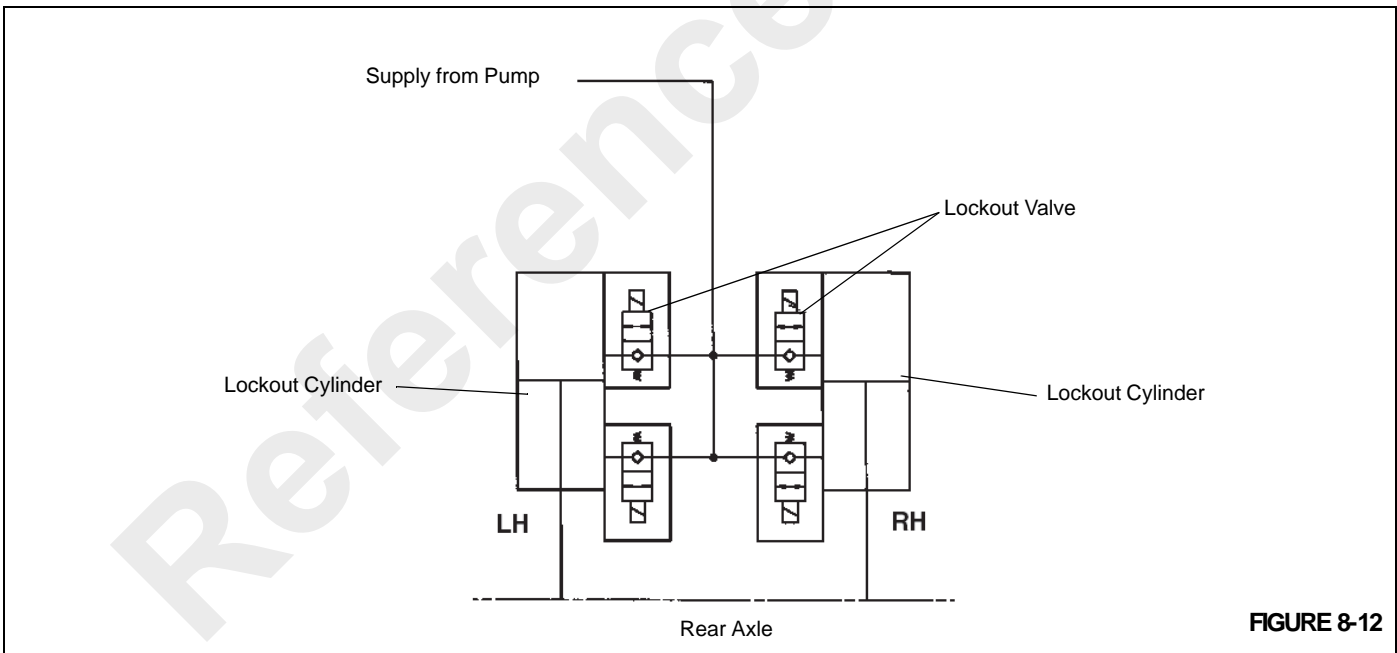 Supply from Pump
Lockout Valve
Lockout Cylinder
Lockout Cylinder
LH
RH
Rear Axle
FIGURE 8-12
Reference